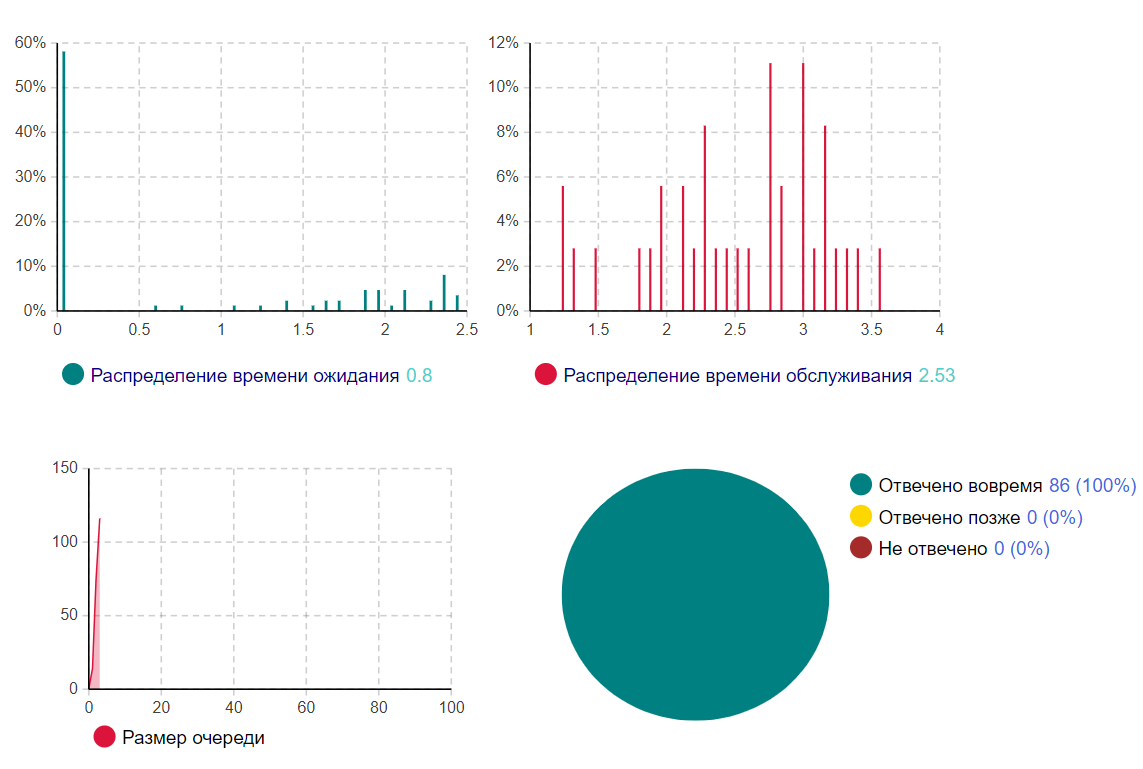 60%
50%
40%
30%
20%
10%
0%
0 0.5 1 1.5 2 2.5
Распределение времени ожидания 0.8
12%
10%
8%
6%
4%
2%
0%
1 1.5 2 2.5 3 3.5 4
Распределение времени обслуживания 2.53
150
100
50
0
0 20 40 60 80 100
Размер очереди
Отвечено вовремя 86 (100%)
Отвечено позже 0 (0%)
Не отвечено 0 (0%)